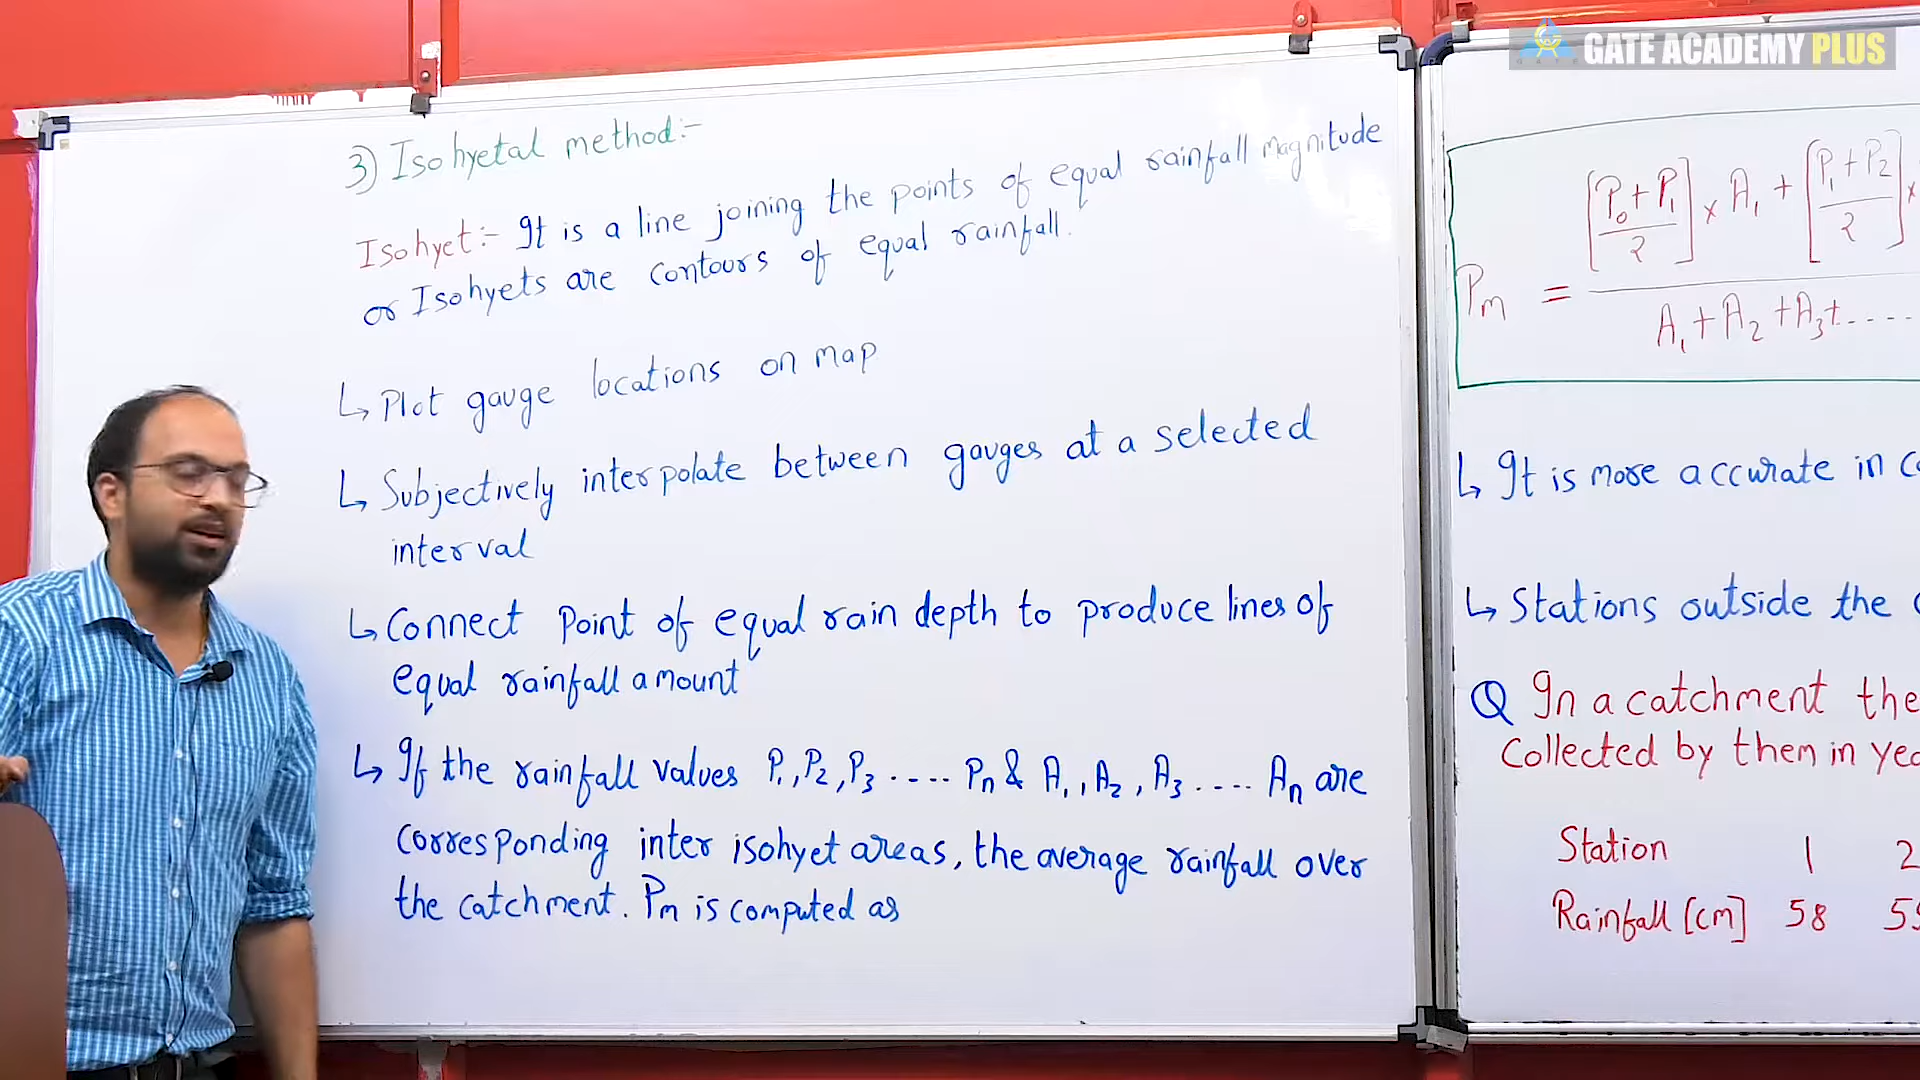 GATE ACADEMY PLUS
3) Isohyetal method:-
Isohyet:- It is a line joining the points of equal rainfall magnitude
or Isohyets are contours of equal rainfall.
↳ Plot gauge locations on map
↳ Subjectively interpolate between gauges at a selected
interval
↳ Connect Point of equal rain depth to produce lines of
equal rainfall amount
↳ If the rainfall values P1, P2, P3 ..... Pn & A1, A2, A3 ..... An are
corresponding inter isohyet areas, the average rainfall over
the catchment. Pm is computed as
Pm = [P0+P1 / 2] × A1 + [P1+P2 / 2] ×
A1+A2+A3+.....
↳ It is more accurate in
↳ Stations outside the
Q In a catchment the
Collected by them in
Station 1 2
Rainfall [cm] 58